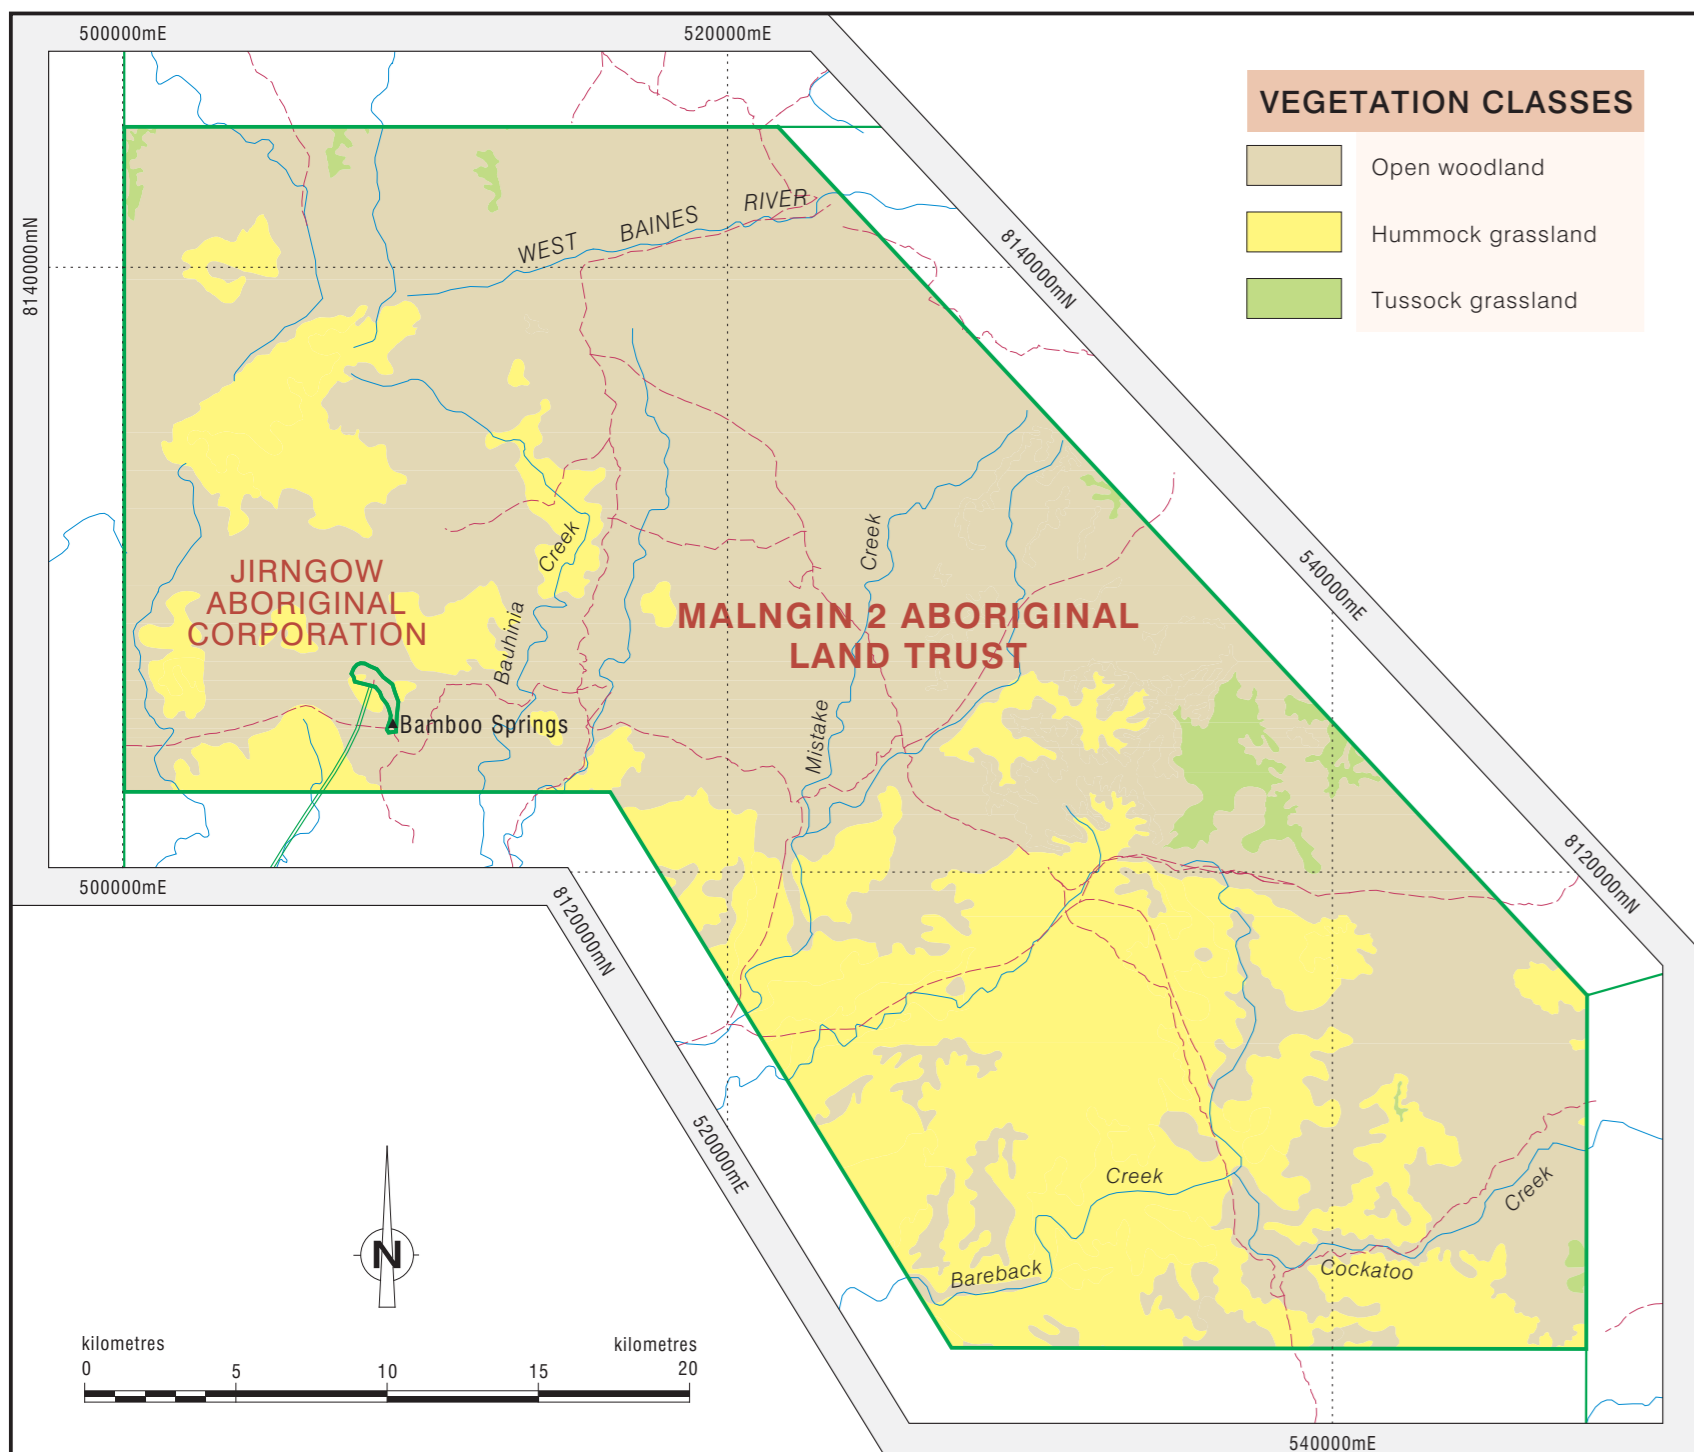 500000mE
520000mE
VEGETATION CLASSES
Open woodland
Hummock grassland
Tussock grassland
8140000mN
8140000mN
WEST BAINES RIVER
Creek
Bauhinia
Creek
Mistake
540000mE
JIRNGOW
ABORIGINAL
CORPORATION
MALNGIN 2 ABORIGINAL
LAND TRUST
Bamboo Springs
500000mE
8120000mN
8120000mN
520000mE
Creek
Bareback
Creek
Cockatoo
N
kilometres
kilometres
0
5
10
15
20
540000mE